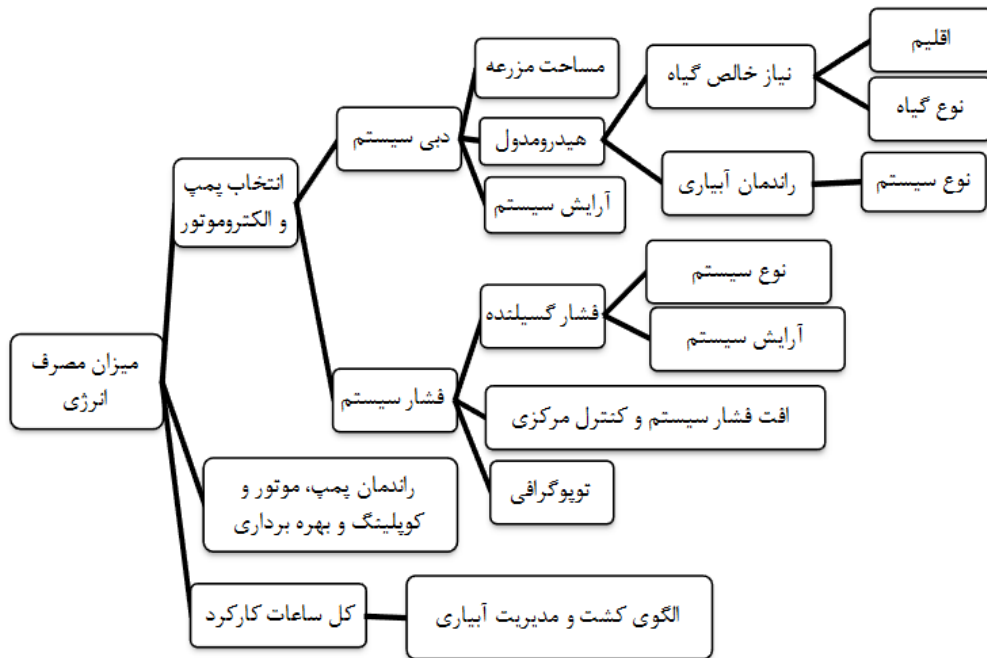 اقلیم
مساحت مزرعه
نیاز خالص گیاه
نوع گیاه
دبی سیستم
هیدرومدول
انتخاب پمپ
و الکتروموتور
راندمان آبیاری
نوع سیستم
آرایش سیستم
نوع سیستم
فشار گسیلنده
آرایش سیستم
میزان مصرف
انرژی
فشار سیستم
افت فشار سیستم و کنترل مرکزی
توپوگرافی
راندمان پمپ، موتور و
کوپلینگ و بهره برداری
کل ساعات کارکرد
الگوی کشت و مدیریت آبیاری